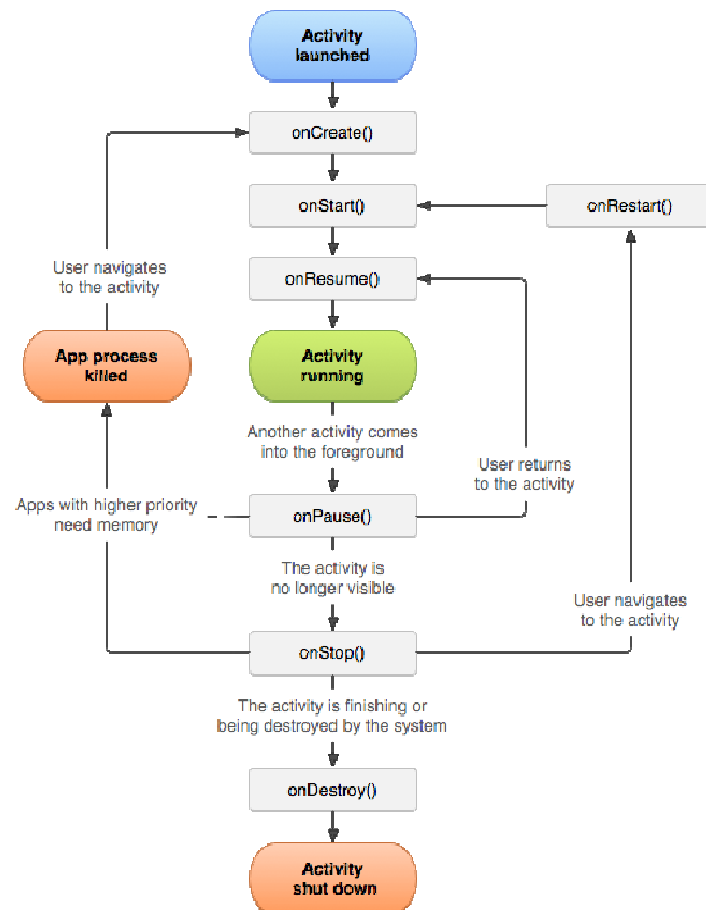 Activity
launched
onCreate()
onStart()
onRestart()
onResume()
User navigates
to the activity
App process
killed
Activity
running
Another activity comes
into the foreground
User returns
to the activity
Apps with higher priority
need memory
onPause()
The activity is
no longer visible
User navigates
to the activity
onStop()
The activity is finishing or
being destroyed by the system
onDestroy()
Activity
shut down